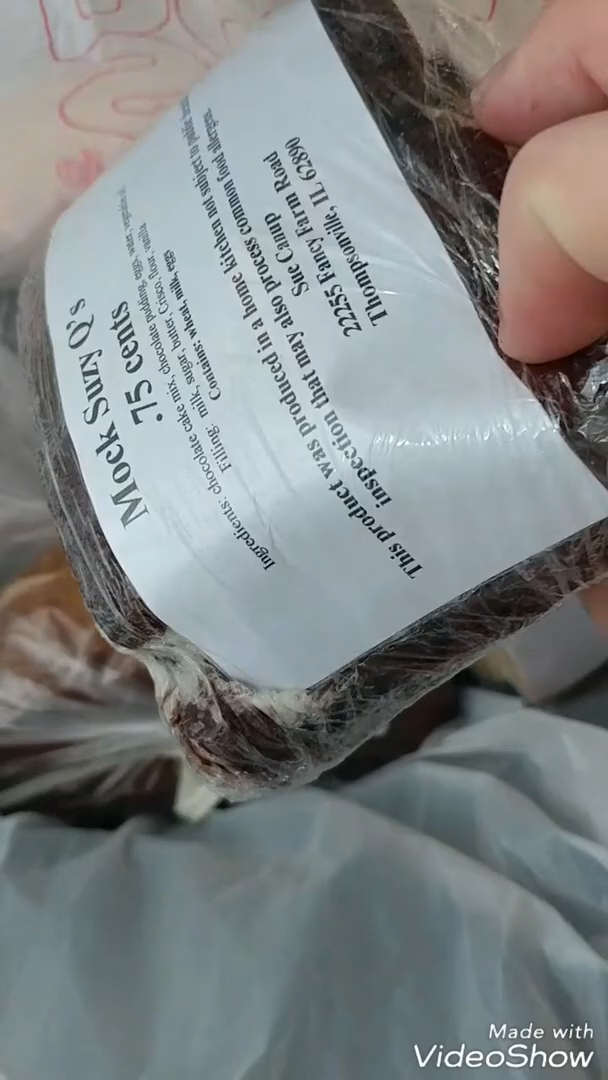 Mock Suzy Q's
.75 cents
Ingredients: chocolate cake mix, chocolate pudding, eggs, water, vegetable oil
Filling: milk, sugar, butter, Crisco, flour, vanilla
Contains: wheat, milk, eggs
This product was produced in a home kitchen not subject to public
inspection that may also process common food allergens.
Sue Camp
22255 Fancy Farm Road
Thompsonville, IL 62890
Made with
VideoShow